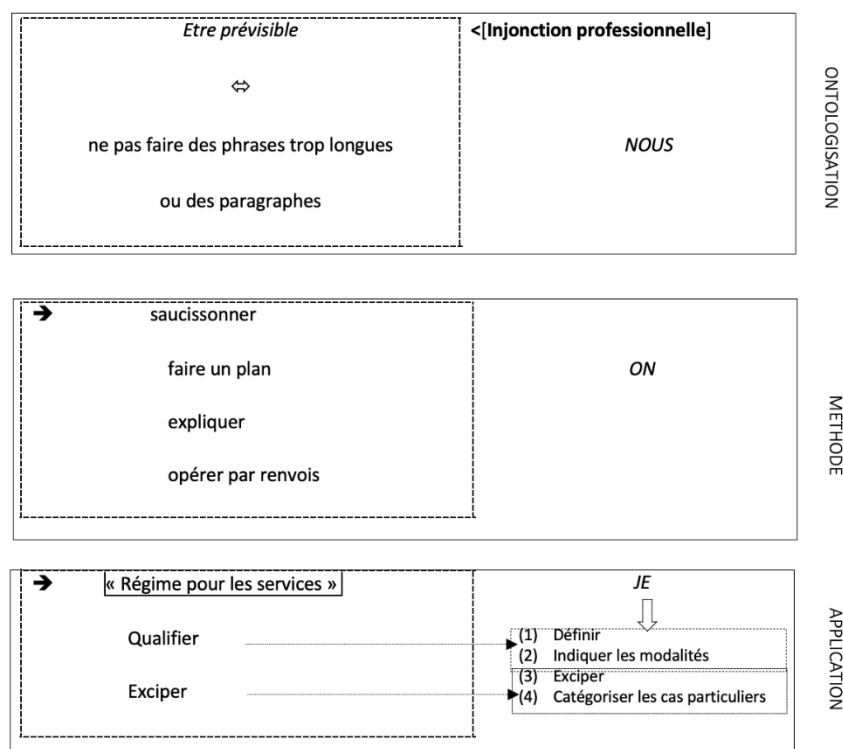 Etre prévisible
<[Injonction professionnelle]
⇔
ne pas faire des phrases trop longues
NOUS
ou des paragraphes
ONTOLOGISATION
➔ saucissonner
faire un plan
ON
expliquer
opérer par renvois
METHODE
➔ « Régime pour les services »
JE
Qualifier
(1) Définir
(2) Indiquer les modalités
Exciper
(3) Exciper
(4) Catégoriser les cas particuliers
APPLICATION